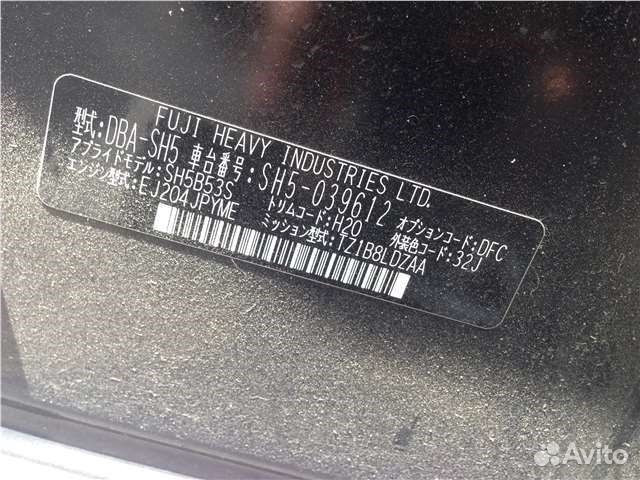 FUJI HEAVY INDUSTRIES LTD.
型式:DBA-SH5 車台番号:SH5-039612
アプライドモデル:SH5B53S トリムコード:H20 オプションコード:DFC
エンジン型式:EJ204JPYME ミッション型式:TZ1B8LDZAA 外装色コード:32J
Avito